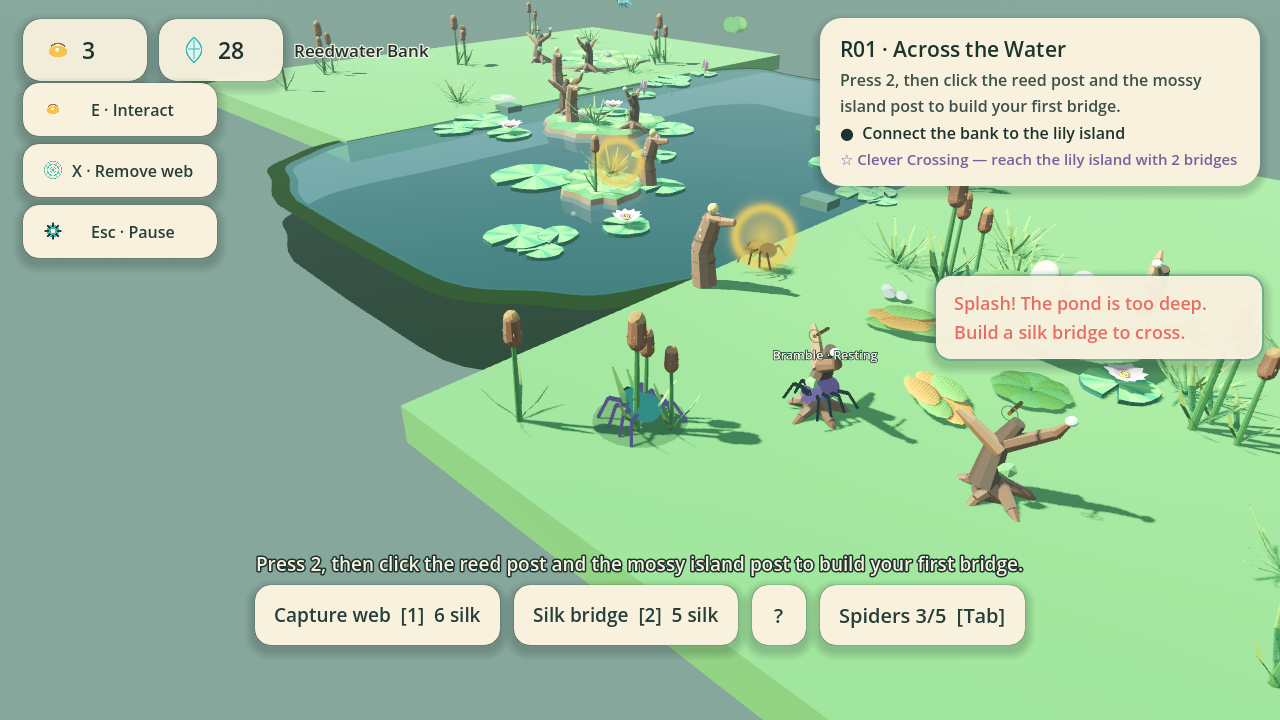 3
28
Reedwater Bank
E · Interact
X · Remove web
Esc · Pause
R01 · Across the Water
Press 2, then click the reed post and the mossy
island post to build your first bridge.
● Connect the bank to the lily island
☆ Clever Crossing — reach the lily island with 2 bridges
Splash! The pond is too deep.
Build a silk bridge to cross.
Bramble · Resting
Press 2, then click the reed post and the mossy island post to build your first bridge.
Capture web [1] 6 silk
Silk bridge [2] 5 silk
?
Spiders 3/5 [Tab]